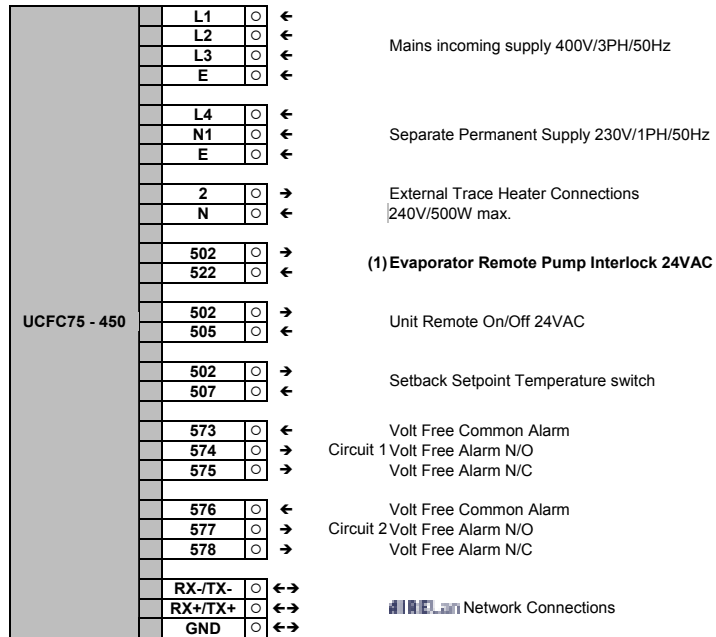 L1
L2
L3
E
Mains incoming supply 400V/3PH/50Hz
L4
N1
E
Separate Permanent Supply 230V/1PH/50Hz
2
N
External Trace Heater Connections
240V/500W max.
502
522
(1) Evaporator Remote Pump Interlock 24VAC
UCFC75 - 450
502
505
Unit Remote On/Off 24VAC
502
507
Setback Setpoint Temperature switch
573 Volt Free Common Alarm
574 Circuit 1 Volt Free Alarm N/O
575 Volt Free Alarm N/C
576 Volt Free Common Alarm
577 Circuit 2 Volt Free Alarm N/O
578 Volt Free Alarm N/C
RX-/TX-
RX+/TX+
GND
Network Connections